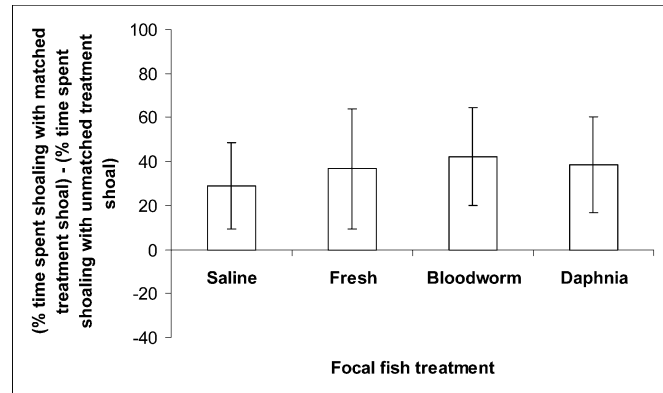 (% time spent shoaling with matched
treatment shoal) - (% time spent
shoaling with unmatched treatment
shoal)
100
80
60
40
20
0
-20
-40
Saline Fresh Bloodworm Daphnia
Focal fish treatment